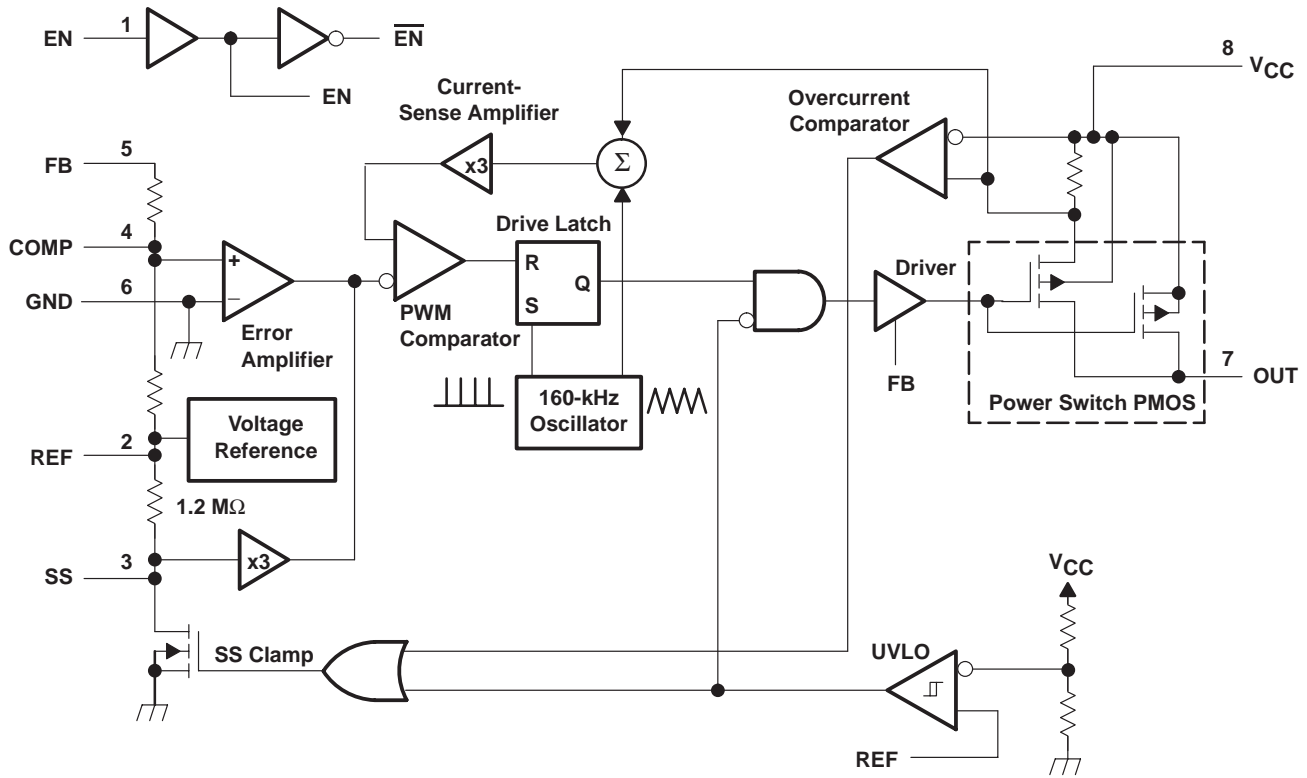 EN
1
EN
EN
8
VCC
Current-
Sense Amplifier
Overcurrent
Comparator
FB
5
x3
Σ
COMP
4
Drive Latch
+
R
S
Q
Driver
GND
6
–
Error
Amplifier
PWM
Comparator
FB
7
OUT
160-kHz
Oscillator
Power Switch PMOS
Voltage
Reference
REF
2
1.2 MΩ
SS
3
x3
VCC
SS Clamp
UVLO
REF